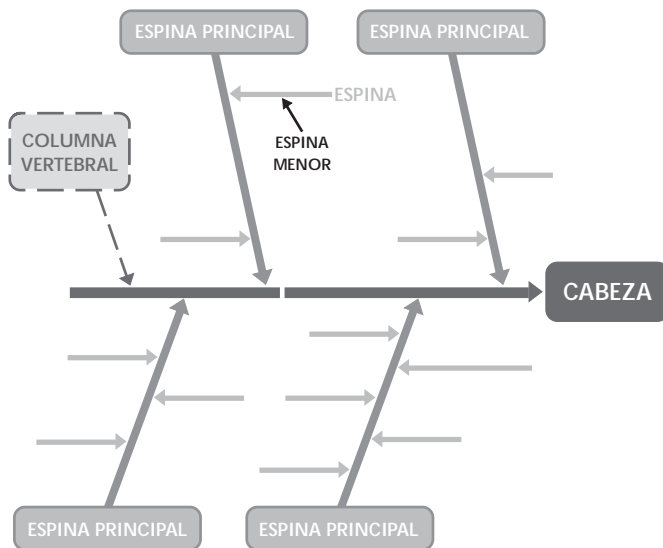 ESPINA PRINCIPAL
ESPINA PRINCIPAL
ESPINA
ESPINA
MENOR
COLUMNA
VERTEBRAL
CABEZA
ESPINA PRINCIPAL
ESPINA PRINCIPAL